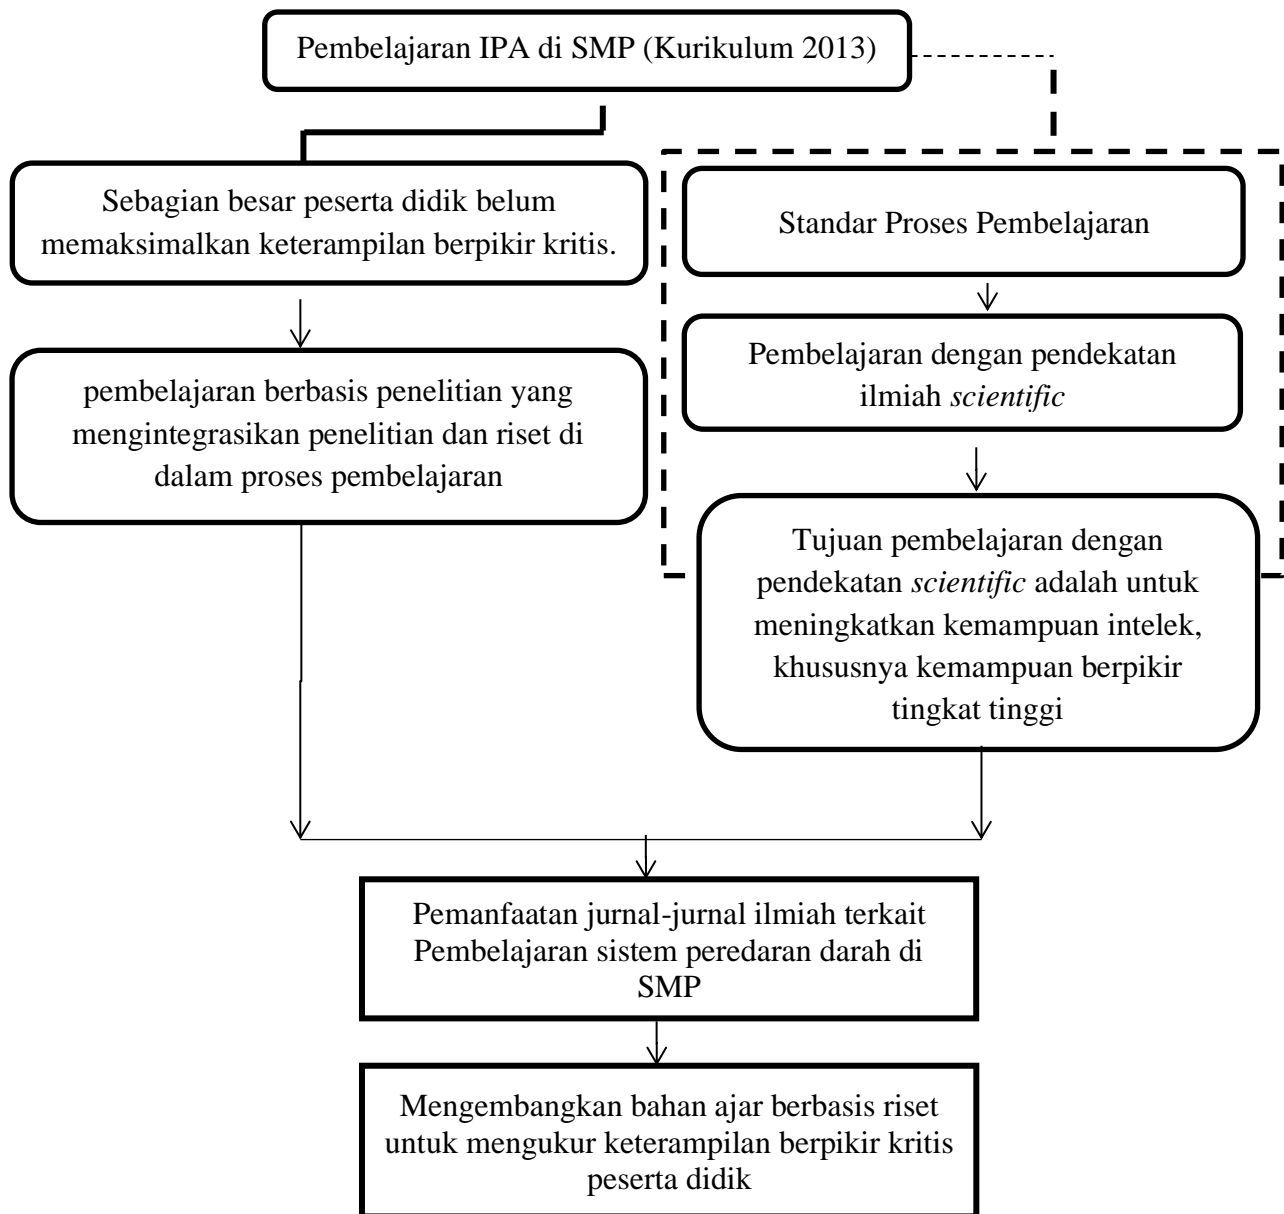 Pembelajaran IPA di SMP (Kurikulum 2013)
Sebagian besar peserta didik belum
memaksimalkan keterampilan berpikir kritis.
Standar Proses Pembelajaran
pembelajaran berbasis penelitian yang
mengintegrasikan penelitian dan riset di
dalam proses pembelajaran
Pembelajaran dengan pendekatan
ilmiah scientific
Tujuan pembelajaran dengan
pendekatan scientific adalah untuk
meningkatkan kemampuan intelek,
khususnya kemampuan berpikir
tingkat tinggi
Pemanfaatan jurnal-jurnal ilmiah terkait
Pembelajaran sistem peredaran darah di
SMP
Mengembangkan bahan ajar berbasis riset
untuk mengukur keterampilan berpikir kritis
peserta didik